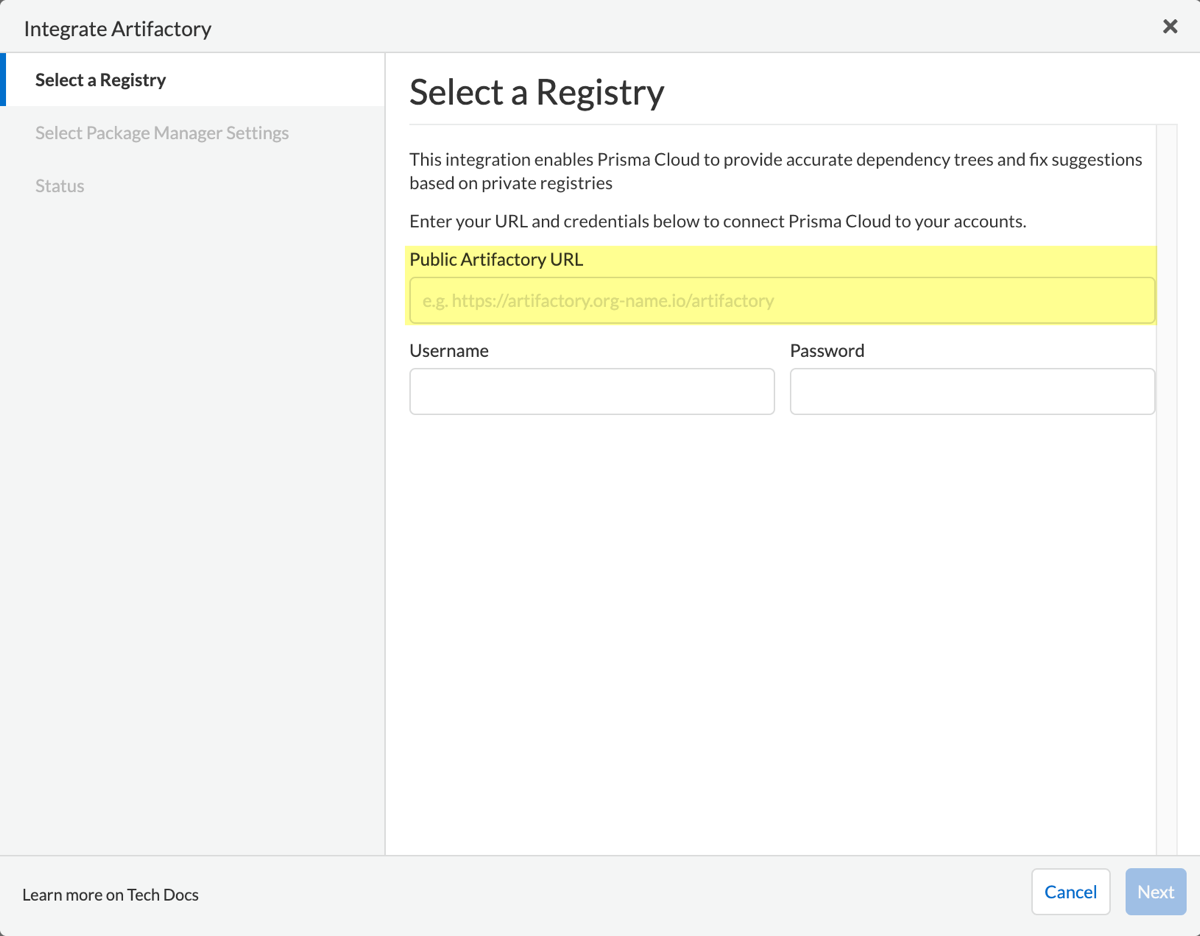 Integrate Artifactory
Select a Registry
Select Package Manager Settings
Status
Select a Registry
This integration enables Prisma Cloud to provide accurate dependency trees and fix suggestions
based on private registries
Enter your URL and credentials below to connect Prisma Cloud to your accounts.
Public Artifactory URL
e.g. https://artifactory.org-name.io/artifactory
Username
Password
Learn more on Tech Docs
Cancel
Next